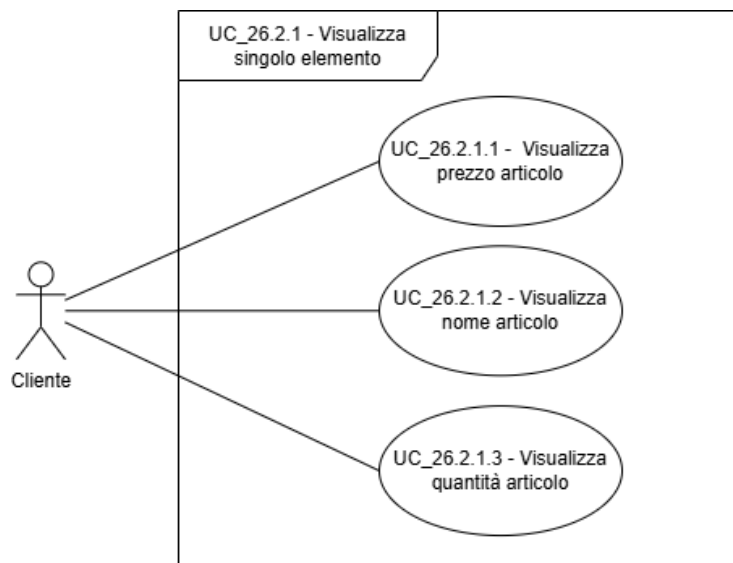 UC_26.2.1 - Visualizza
singolo elemento
UC_26.2.1.1 - Visualizza
prezzo articolo
UC_26.2.1.2 - Visualizza
nome articolo
Cliente
UC_26.2.1.3 - Visualizza
quantità articolo